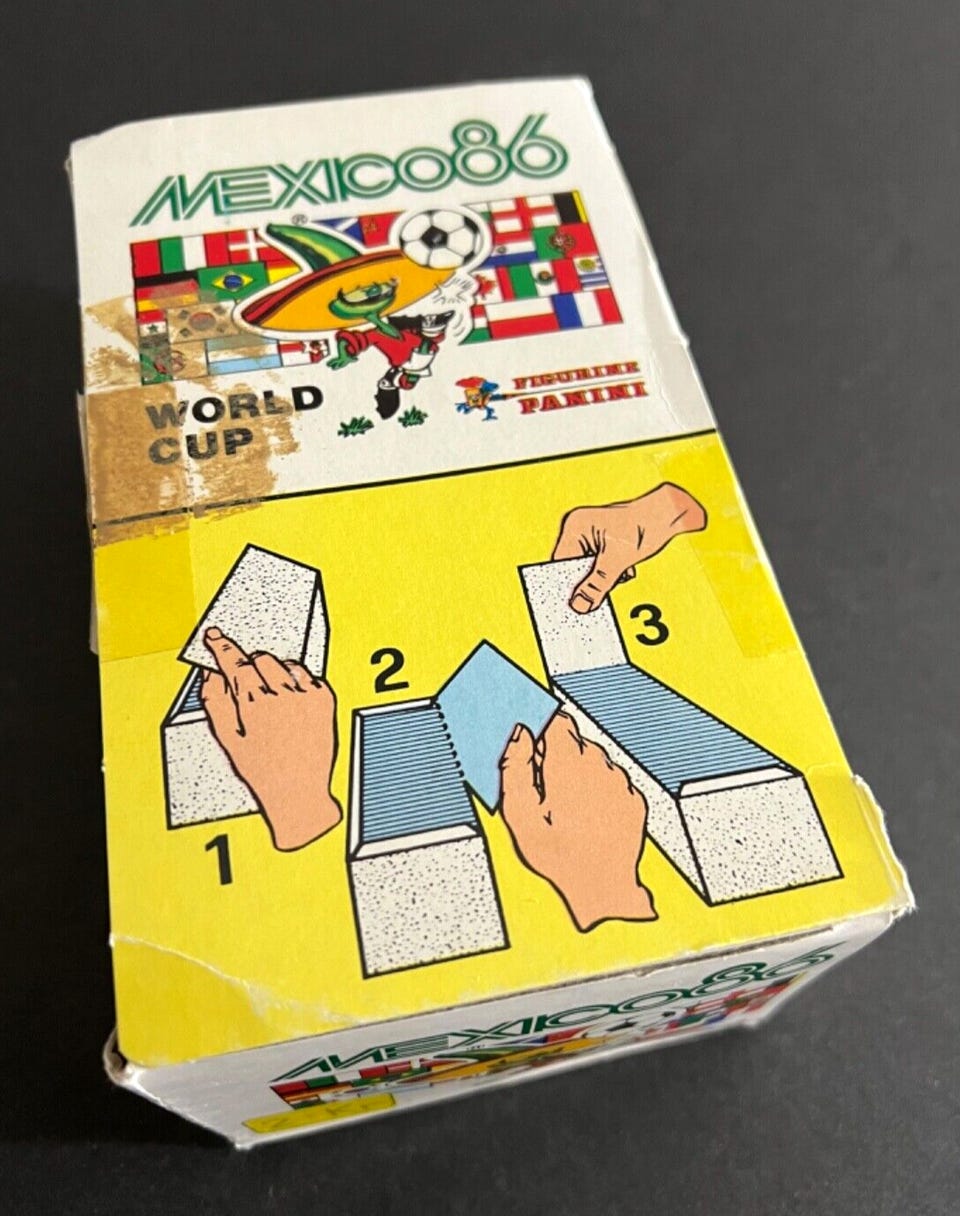 MEXICO86
®
WORLD
CUP
FIGURINE
PANINI
1
2
3
MEXICO86